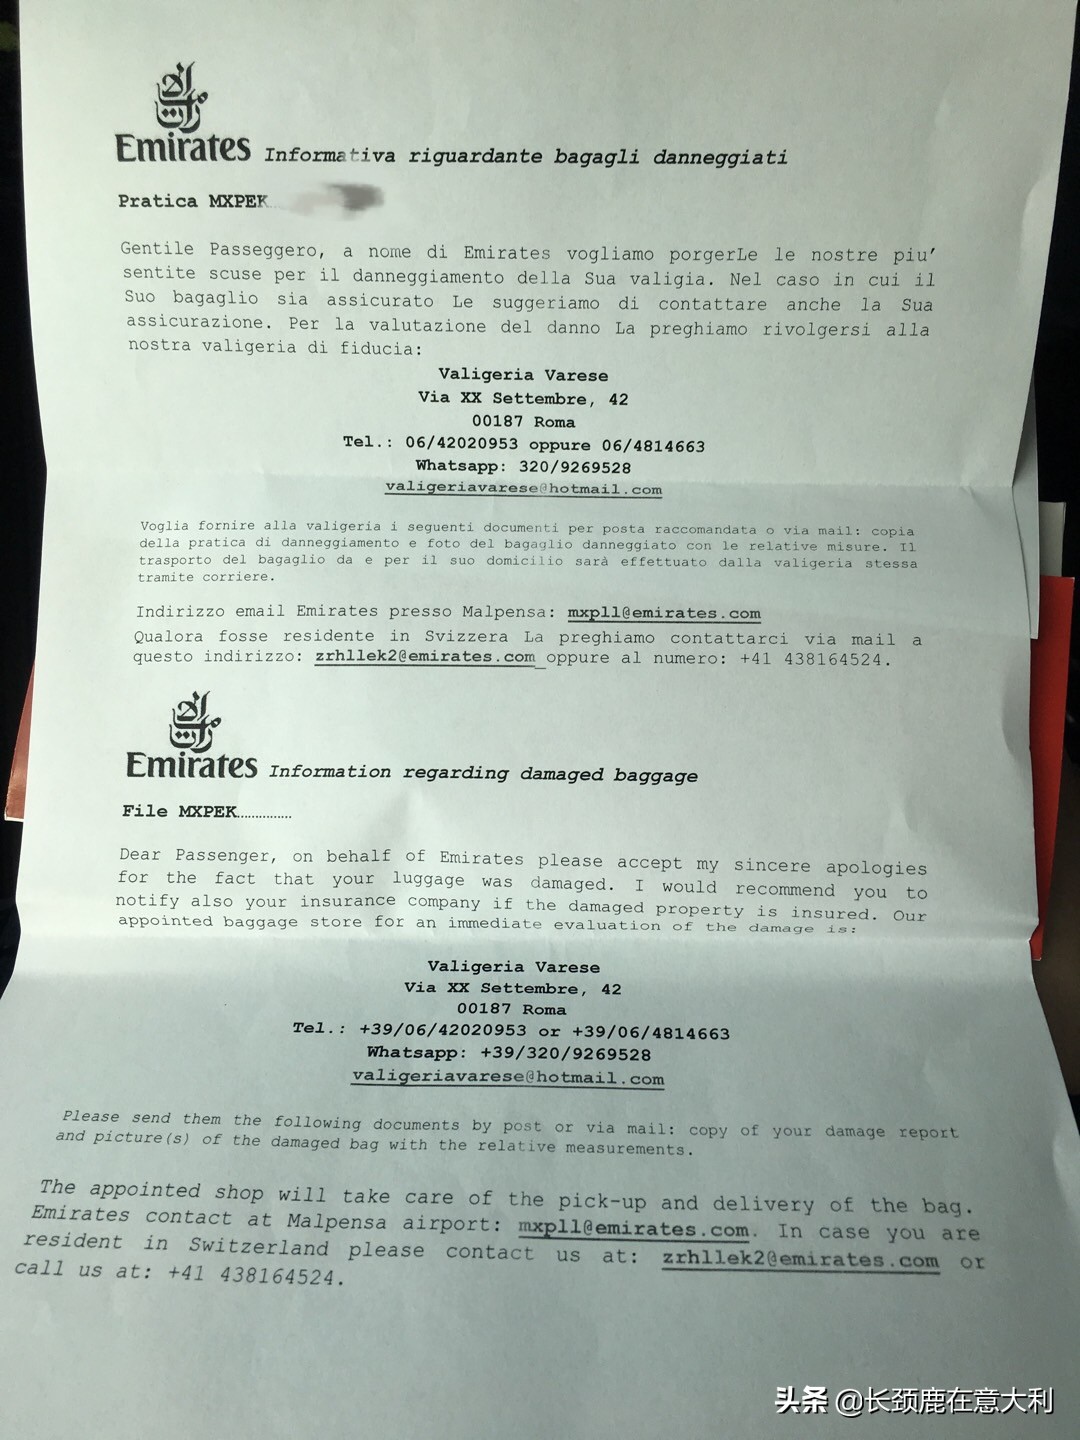 Emirates Informativa riguardante bagagli danneggiati
Pratica MXPEK
Gentile Passeggero, a nome di Emirates vogliamo porgerLe le nostre piu'
sentite scuse per il danneggiamento della Sua valigia. Nel caso in cui il
Suo bagaglio sia assicurato Le suggeriamo di contattare anche la Sua
assicurazione. Per la valutazione del danno La preghiamo rivolgersi alla
nostra valigeria di fiducia:
Valigeria Varese
Via XX Settembre, 42
00187 Roma
Tel.: 06/42020953 oppure 06/4814663
Whatsapp: 320/9269528
valigeriavarese@hotmail.com
Voglia fornire alla valigeria i seguenti documenti per posta raccomandata o via mail: copia
della pratica di danneggiamento e foto del bagaglio danneggiato con le relative misure. Il
trasporto del bagaglio da e per il suo domicilio sarà effettuato dalla valigeria stessa
tramite corriere.
Indirizzo email Emirates presso Malpensa: mxpll@emirates.com
Qualora fosse residente in Svizzera La preghiamo contattarci via mail a
questo indirizzo: zrhllek2@emirates.com oppure al numero: +41 438164524.
Emirates Information regarding damaged baggage
File MXPEK...............
Dear Passenger, on behalf of Emirates please accept my sincere apologies
for the fact that your luggage was damaged. I would recommend you to
notify also your insurance company if the damaged property is insured. Our
appointed baggage store for an immediate evaluation of the damage is:
Valigeria Varese
Via XX Settembre, 42
00187 Roma
Tel.: +39/06/42020953 or +39/06/4814663
Whatsapp: +39/320/9269528
valigeriavarese@hotmail.com
Please send them the following documents by post or via mail: copy of your damage report
and picture(s) of the damaged bag with the relative measurements.
The appointed shop will take care of the pick-up and delivery of the bag.
Emirates contact at Malpensa airport: mxpll@emirates.com. In case you are
resident in Switzerland please contact us at: zrhllek2@emirates.com or
call us at: +41 438164524.
头条 @长颈鹿在意大利